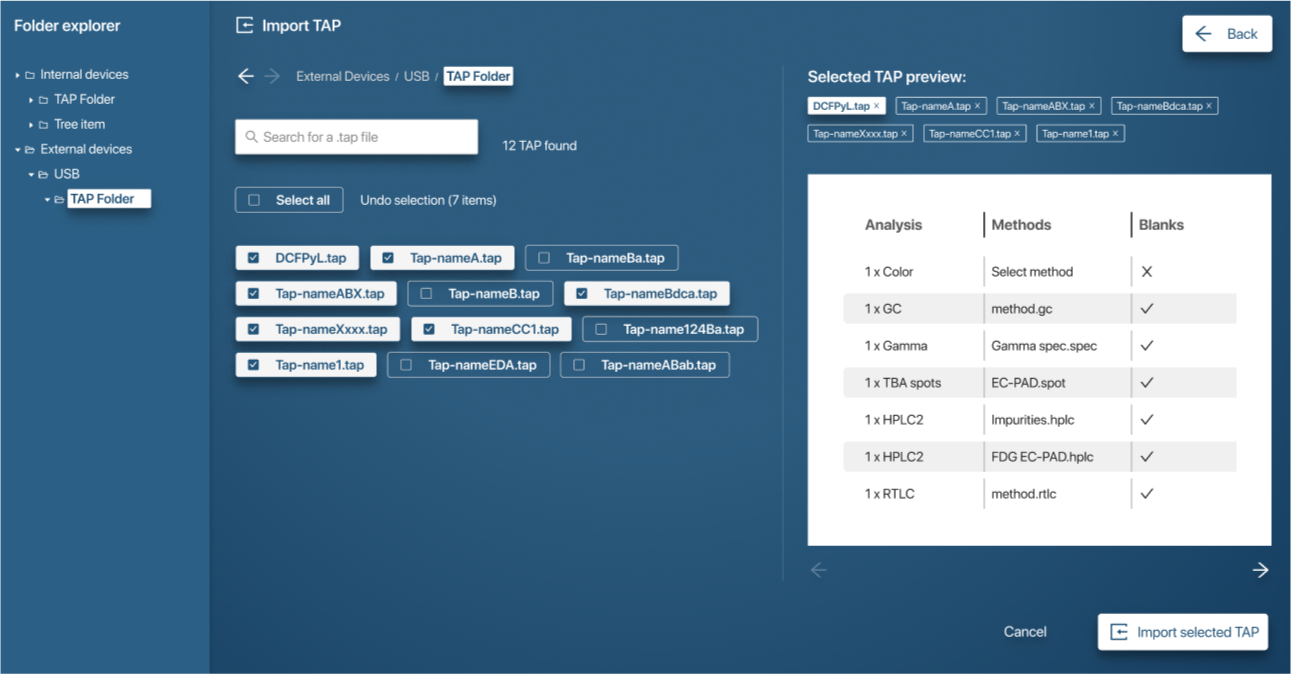 Folder explorer
Internal devices
TAP Folder
Tree item
External devices
USB
TAP Folder
Import TAP
External Devices / USB / TAP Folder
Search for a .tap file
12 TAP found
Select all Undo selection (7 items)
DCFPyL.tap Tap-nameA.tap Tap-nameBa.tap
Tap-nameABX.tap Tap-nameB.tap Tap-nameBdca.tap
Tap-nameXxxx.tap Tap-nameCC1.tap Tap-name124Ba.tap
Tap-name1.tap Tap-nameEDA.tap Tap-nameABab.tap
Back
Selected TAP preview:
DCFPyL.tap × Tap-nameA.tap × Tap-nameABX.tap × Tap-nameBdca.tap ×
Tap-nameXxxx.tap × Tap-nameCC1.tap × Tap-name1.tap ×
Analysis Methods Blanks
1 x Color Select method
1 x GC method.gc
1 x Gamma Gamma spec.spec
1 x TBA spots EC-PAD.spot
1 x HPLC2 Impurities.hplc
1 x HPLC2 FDG EC-PAD.hplc
1 x RTLC method.rtlc
Cancel Import selected TAP